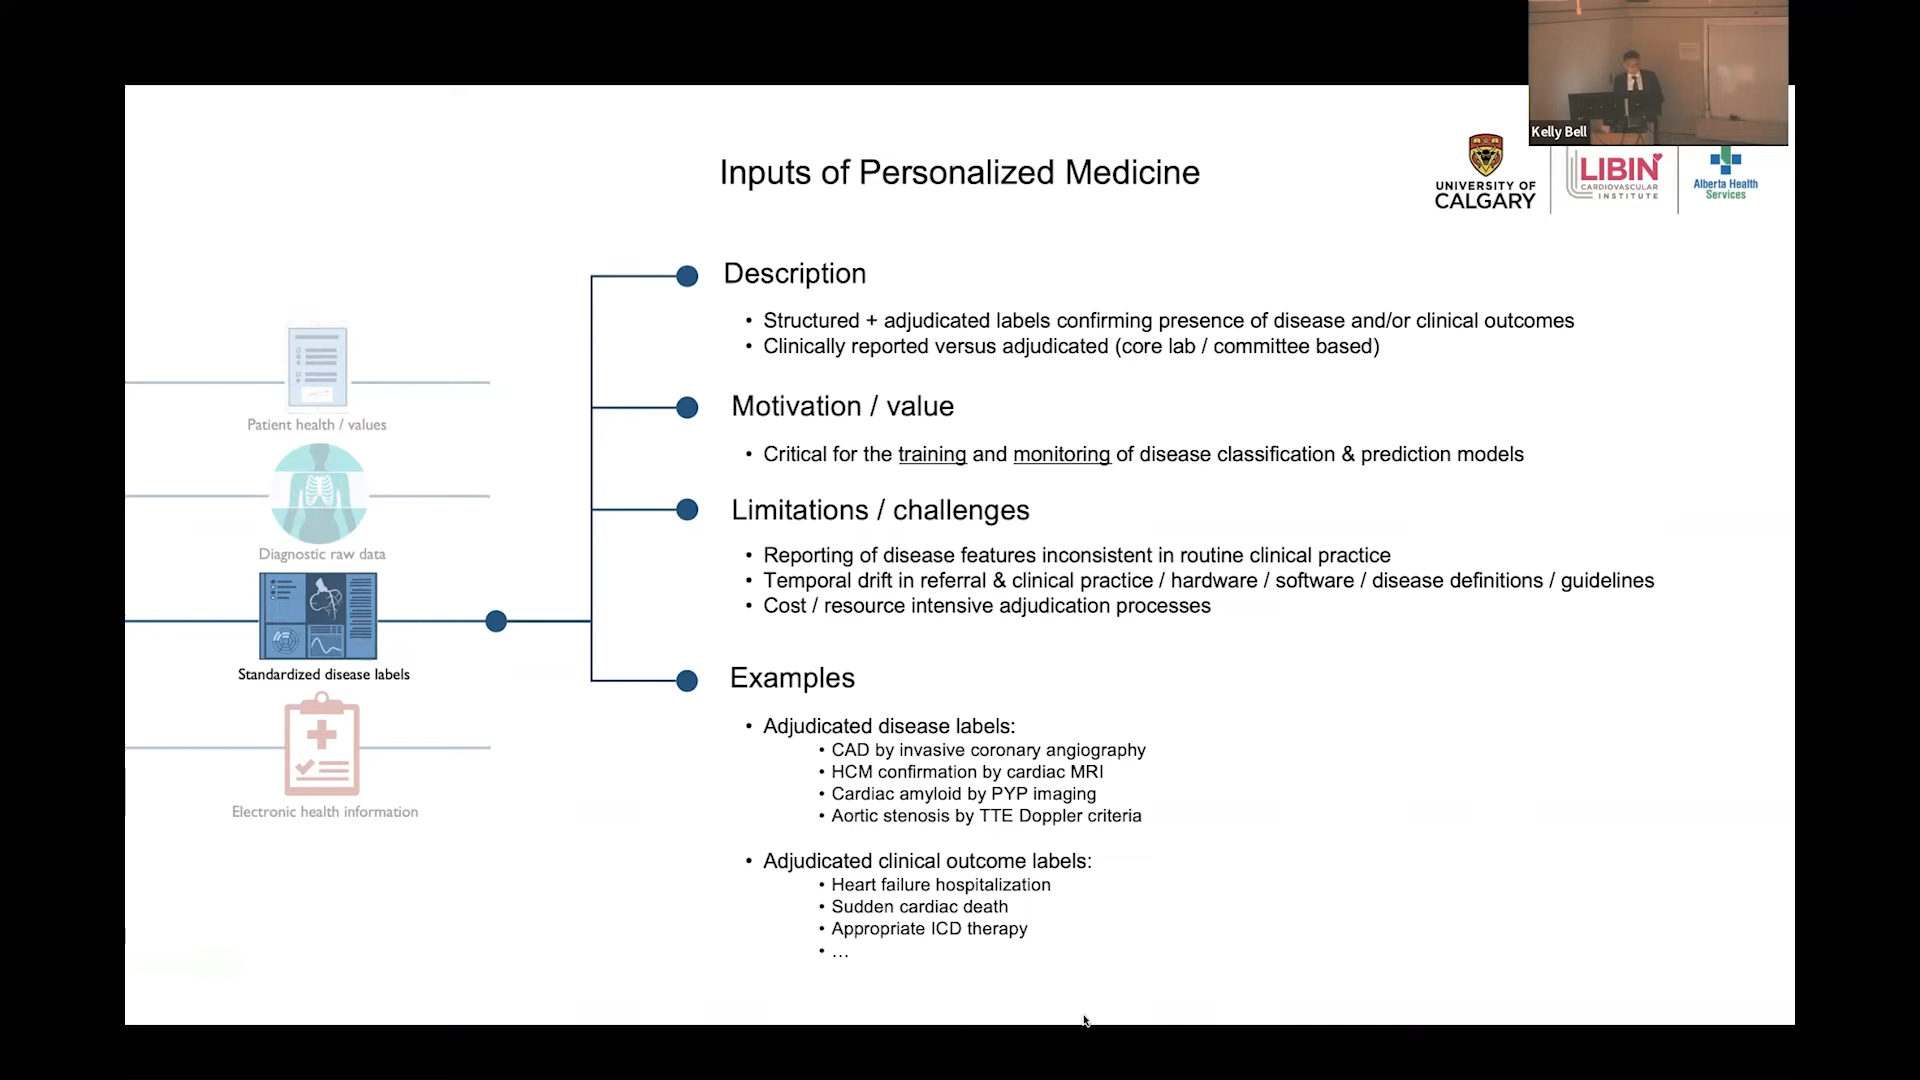 Kelly Bell
Inputs of Personalized Medicine
UNIVERSITY OF
CALGARY
LIBIN
CARDIOVASCULAR
INSTITUTE
Alberta Health
Services
Patient health / values
Diagnostic raw data
Standardized disease labels
Electronic health information
Description
• Structured + adjudicated labels confirming presence of disease and/or clinical outcomes
• Clinically reported versus adjudicated (core lab / committee based)
Motivation / value
• Critical for the training and monitoring of disease classification & prediction models
Limitations / challenges
• Reporting of disease features inconsistent in routine clinical practice
• Temporal drift in referral & clinical practice / hardware / software / disease definitions / guidelines
• Cost / resource intensive adjudication processes
Examples
• Adjudicated disease labels:
• CAD by invasive coronary angiography
• HCM confirmation by cardiac MRI
• Cardiac amyloid by PYP imaging
• Aortic stenosis by TTE Doppler criteria
• Adjudicated clinical outcome labels:
• Heart failure hospitalization
• Sudden cardiac death
• Appropriate ICD therapy
• ...